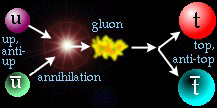 u
gluon
t
up,
anti-
up
top,
anti-top
u̅
annihilation
t̅